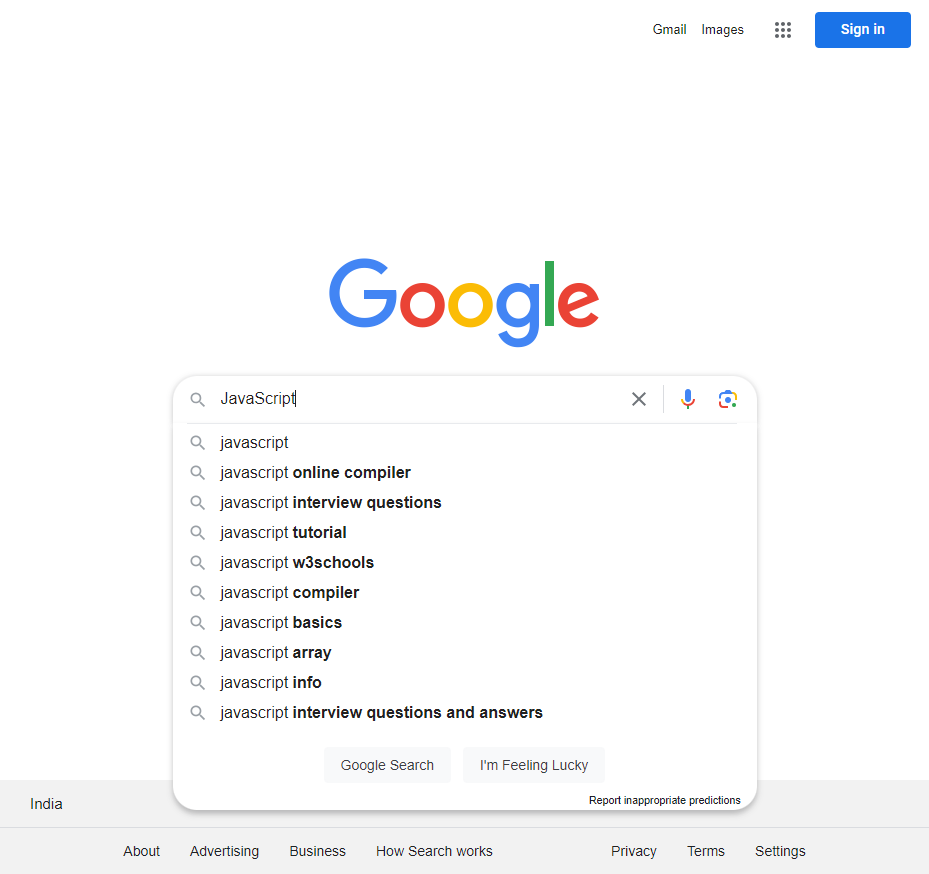 Gmail Images Sign in
Google
JavaScript
javascript
javascript online compiler
javascript interview questions
javascript tutorial
javascript w3schools
javascript compiler
javascript basics
javascript array
javascript info
javascript interview questions and answers
Google Search I'm Feeling Lucky
Report inappropriate predictions
India
About Advertising Business How Search works Privacy Terms Settings